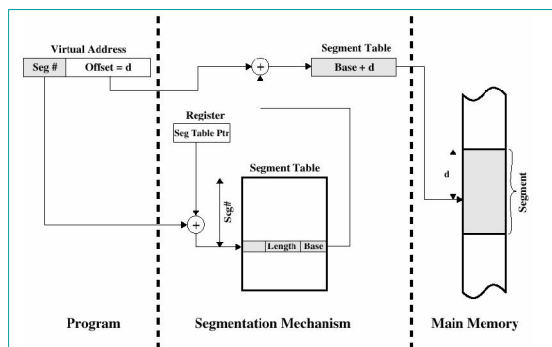 Virtual Address
Seg #
Offset = d
Segment Table
Base + d
Register
Seg Table Ptr
Segment Table
Seg#
Length
Base
d
Segment
+
+
Program
Segmentation Mechanism
Main Memory